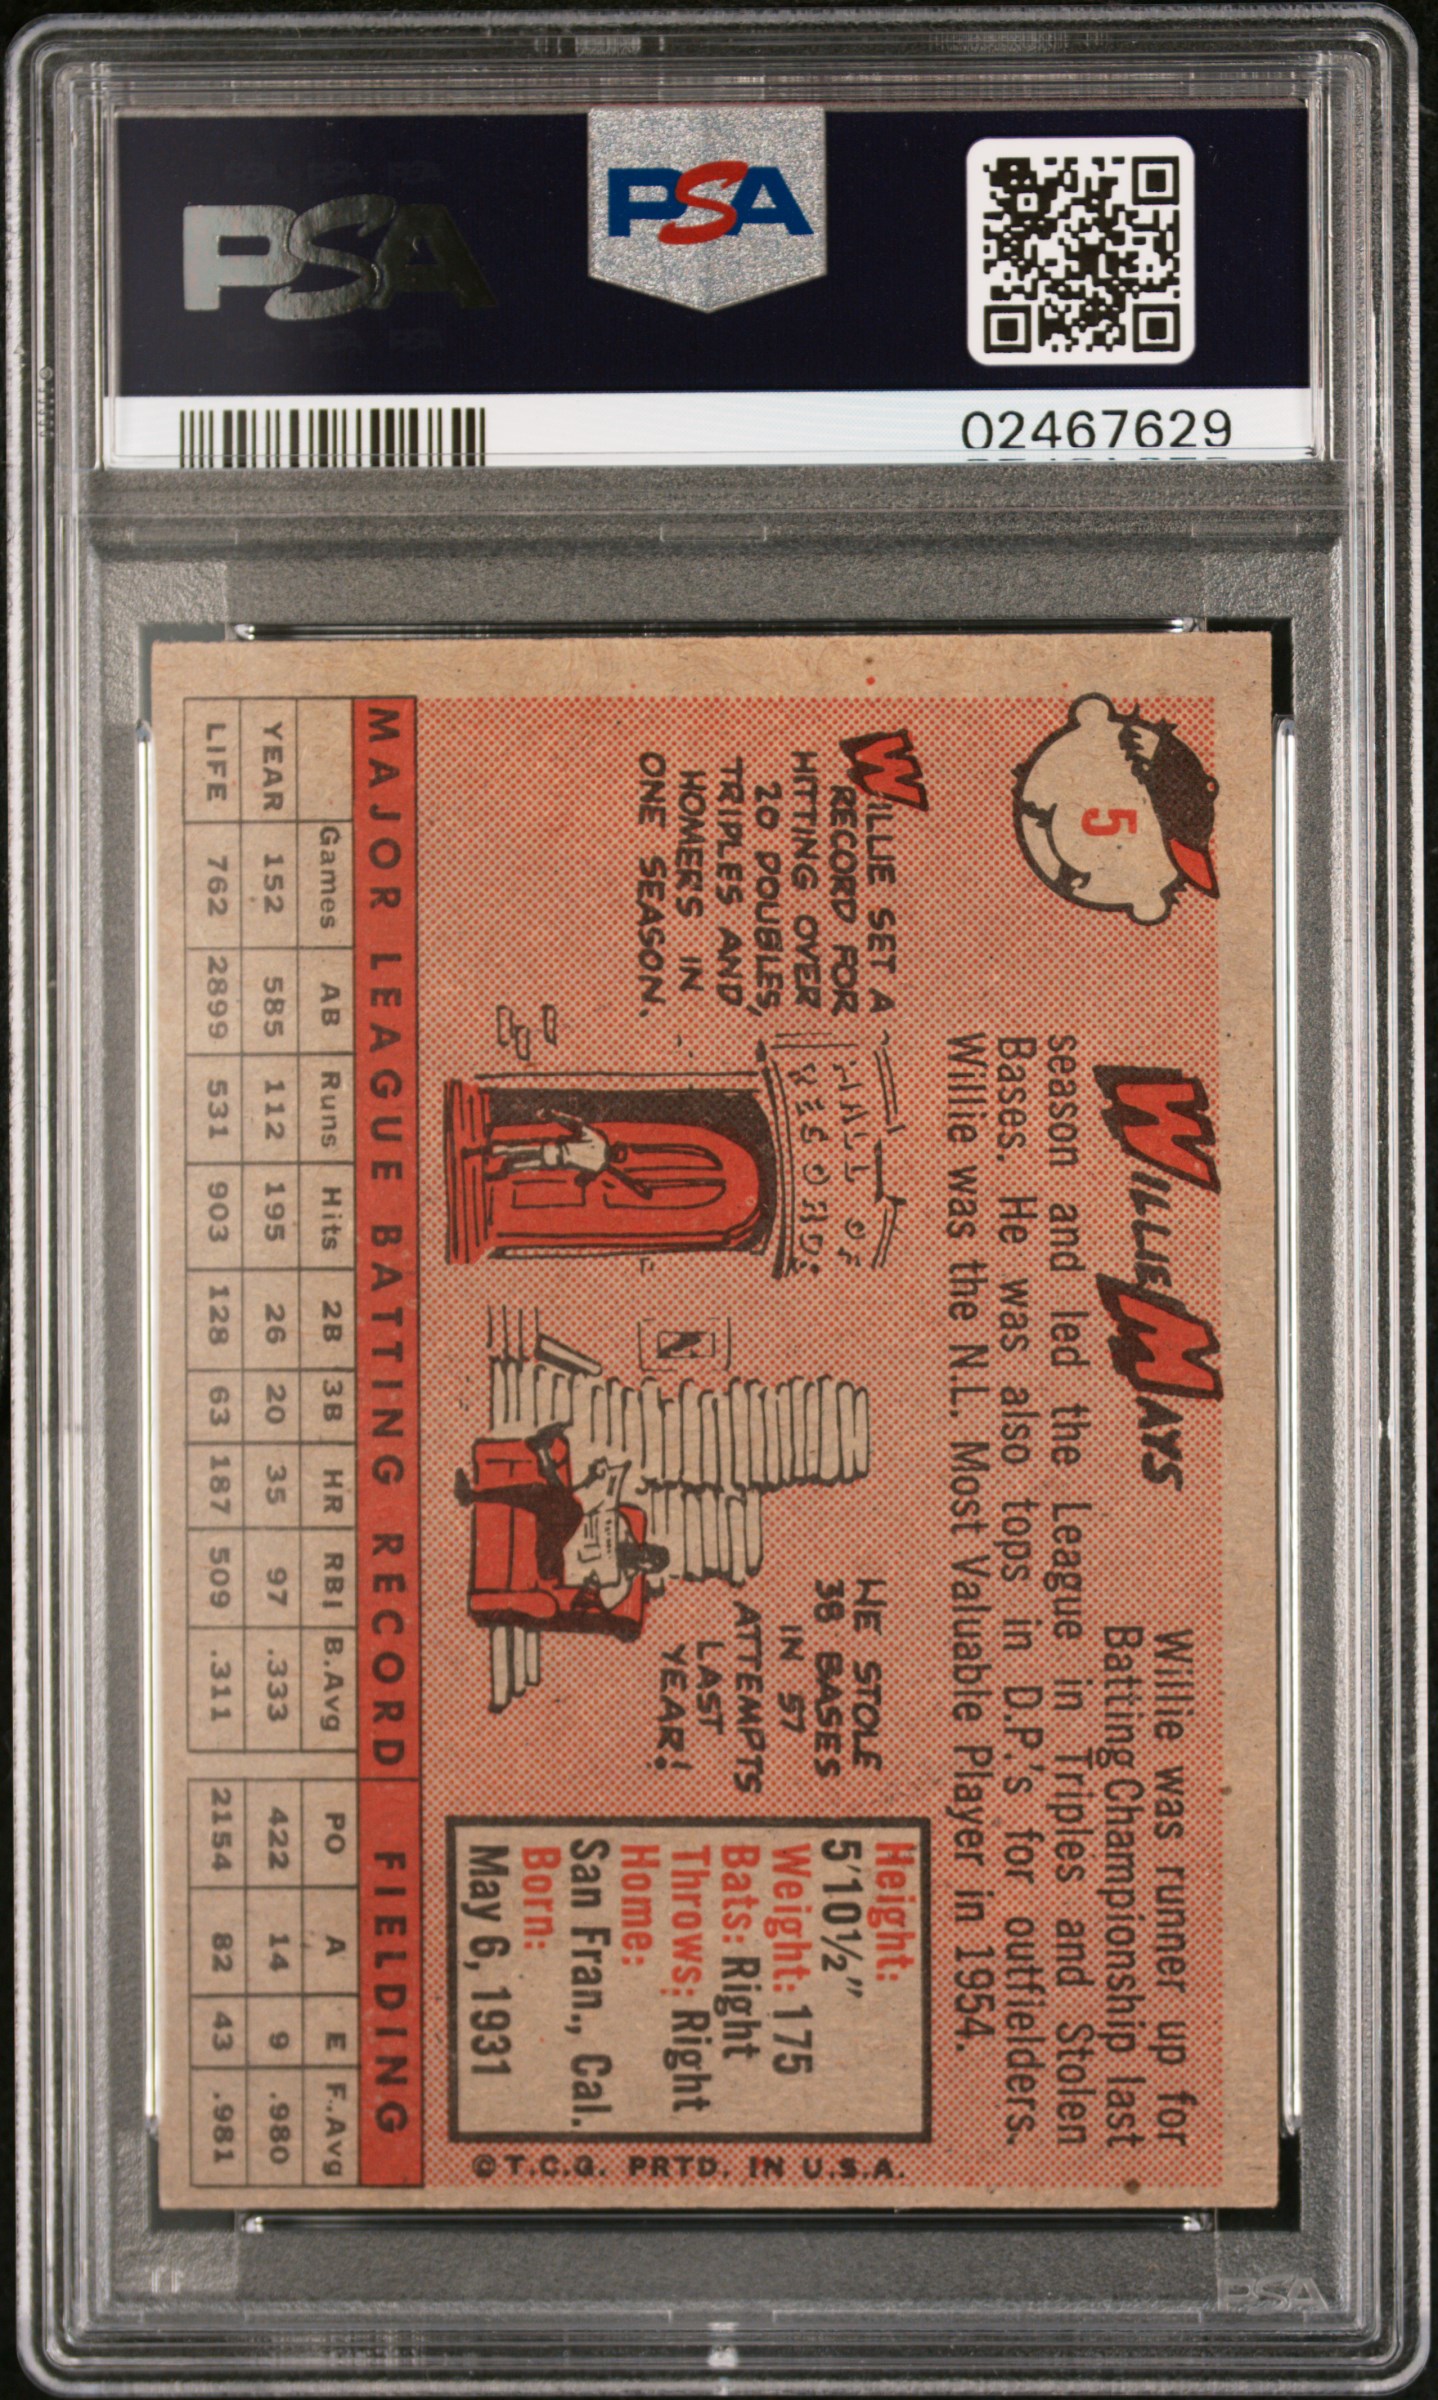 PSA
PSA
02467629
5
WILLIE MAYS
Willie was runner up for
Batting Championship last
season and led the League in Triples and Stolen
Bases. He was also tops in D.P.'s for outfielders.
Willie was the N.L. Most Valuable Player in 1954.
WILLIE SET A
RECORD FOR
HITTING OVER
20 DOUBLES,
TRIPLES AND
HOMERS IN
ONE SEASON.
HALL OF
RECORDS
HE STOLE
38 BASES
IN 57
ATTEMPTS
LAST
YEAR!
Height:
5'10½"
Weight: 175
Bats: Right
Throws: Right
Home:
San Fran., Cal.
Born:
May 6, 1931
©T.C.G. PRTD. IN U.S.A.
MAJOR LEAGUE BATTING RECORD FIELDING
Games AB Runs Hits 2B 3B HR RBI B.Avg PO A E F.Avg
YEAR 152 585 112 195 26 20 35 97 .333 422 14 9 .980
LIFE 762 2899 531 903 128 63 187 509 .311 2154 82 43 .981
PSA